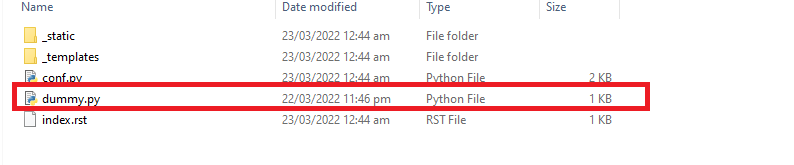 Name Date modified Type Size
_static 23/03/2022 12:44 am File folder
_templates 23/03/2022 12:44 am File folder
conf.py 23/03/2022 12:44 am Python File 2 KB
dummy.py 22/03/2022 11:46 pm Python File 1 KB
index.rst 23/03/2022 12:44 am RST File 1 KB